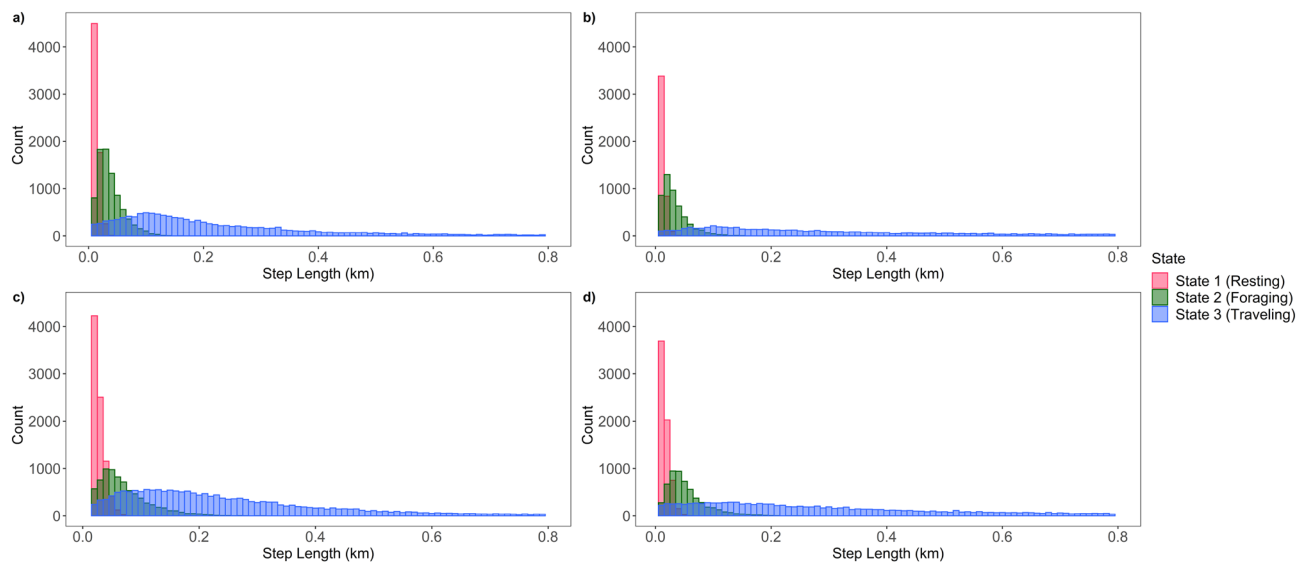 a)
4000
3000
2000
1000
0
Count
0.0 0.2 0.4 0.6 0.8
Step Length (km)
b)
4000
3000
2000
1000
0
Count
0.0 0.2 0.4 0.6 0.8
Step Length (km)
c)
4000
3000
2000
1000
0
Count
0.0 0.2 0.4 0.6 0.8
Step Length (km)
d)
4000
3000
2000
1000
0
Count
0.0 0.2 0.4 0.6 0.8
Step Length (km)
State
State 1 (Resting)
State 2 (Foraging)
State 3 (Traveling)